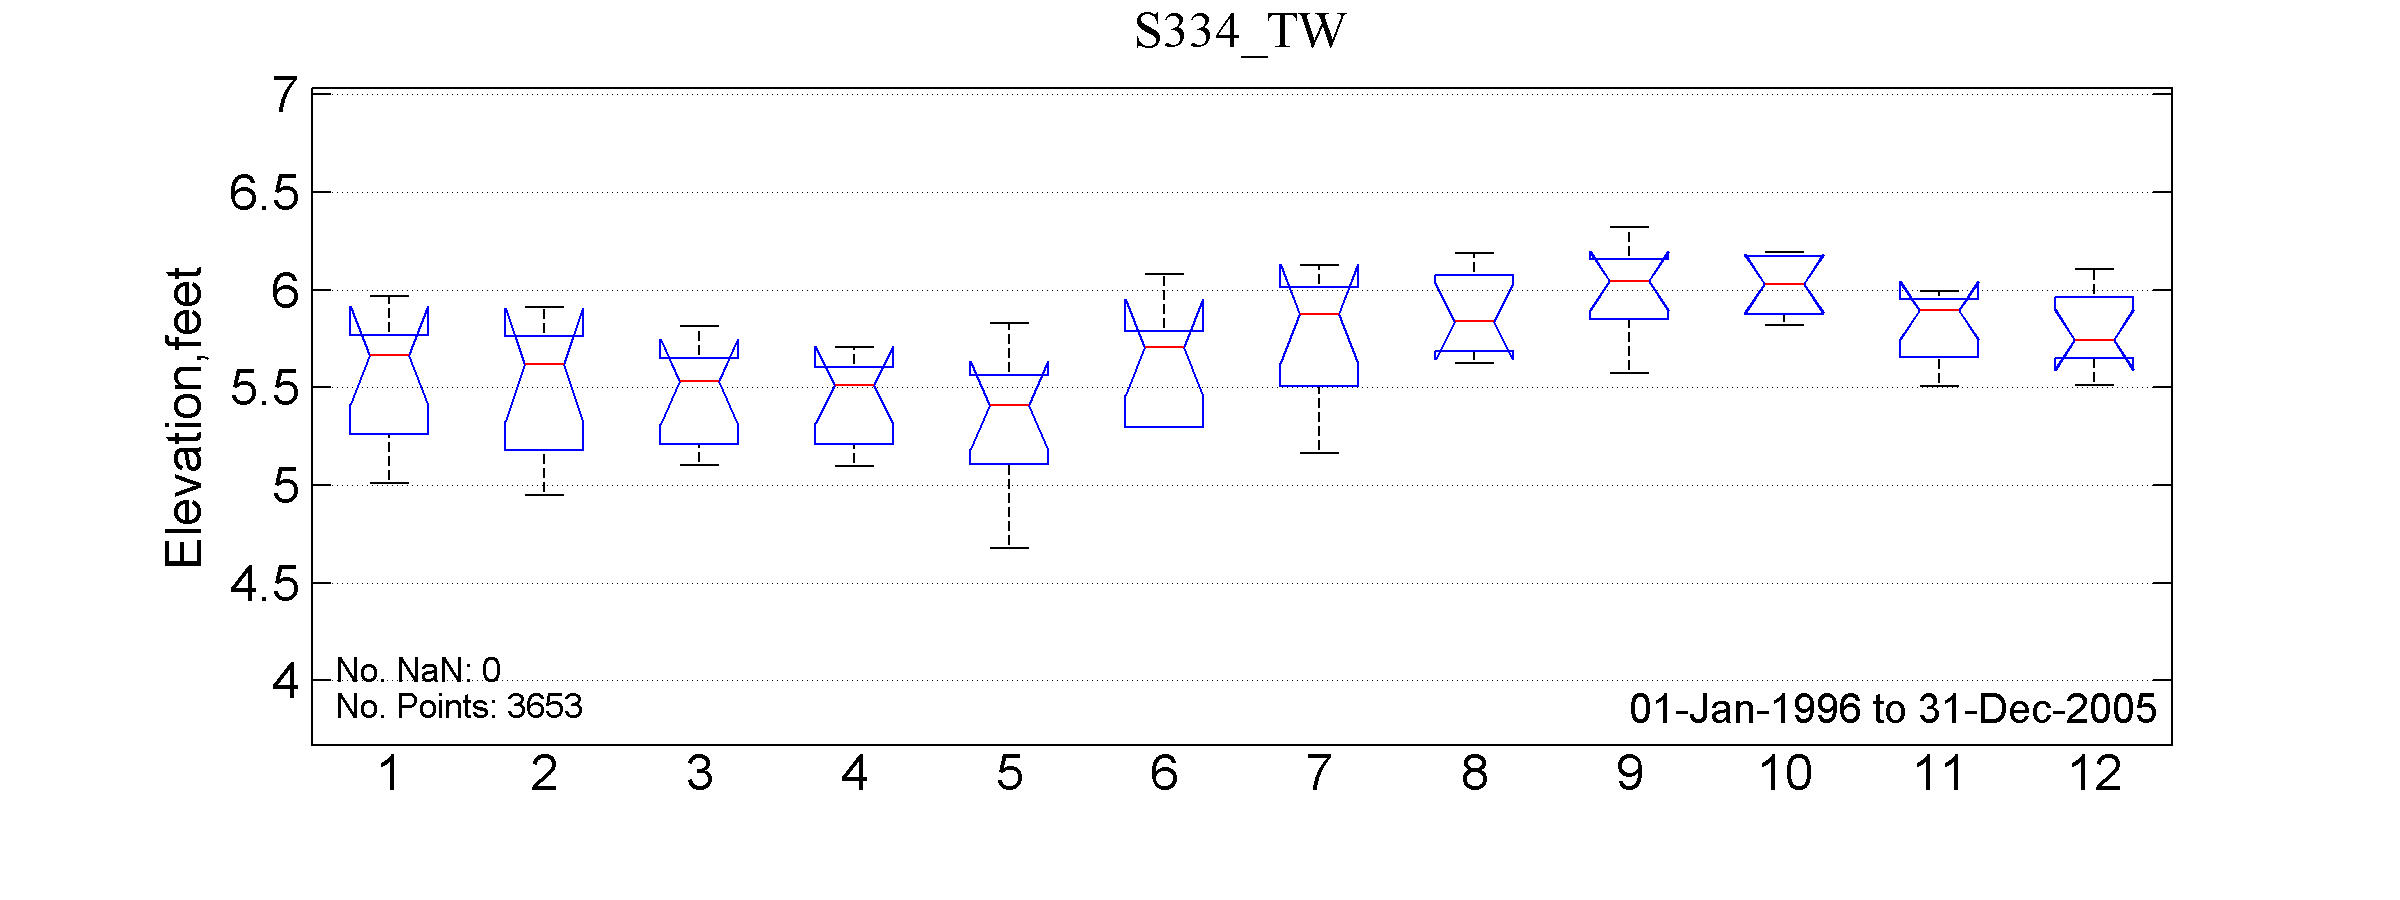 S334_TW
7
6.5
6
5.5
5
4.5
4
Elevation,feet
No. NaN: 0
No. Points: 3653
01-Jan-1996 to 31-Dec-2005
1 2 3 4 5 6 7 8 9 10 11 12